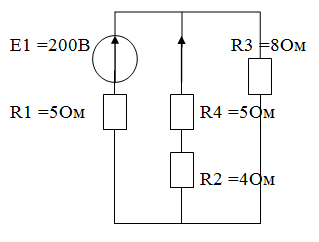 E1 =200В
R3 =8Ом
R1 =5Ом
R4 =5Ом
R2 =4Ом